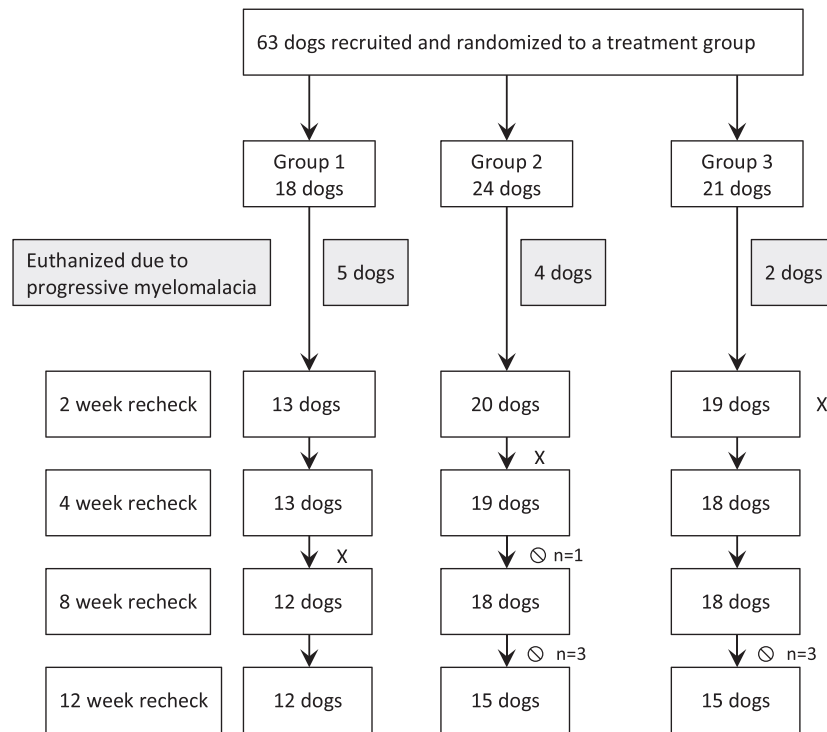 63 dogs recruited and randomized to a treatment group
Group 1
18 dogs
Group 2
24 dogs
Group 3
21 dogs
Euthanized due to
progressive myelomalacia
5 dogs
4 dogs
2 dogs
2 week recheck
13 dogs
20 dogs
19 dogs
X
X
4 week recheck
13 dogs
19 dogs
18 dogs
X
n=1
8 week recheck
12 dogs
18 dogs
18 dogs
n=3
n=3
12 week recheck
12 dogs
15 dogs
15 dogs